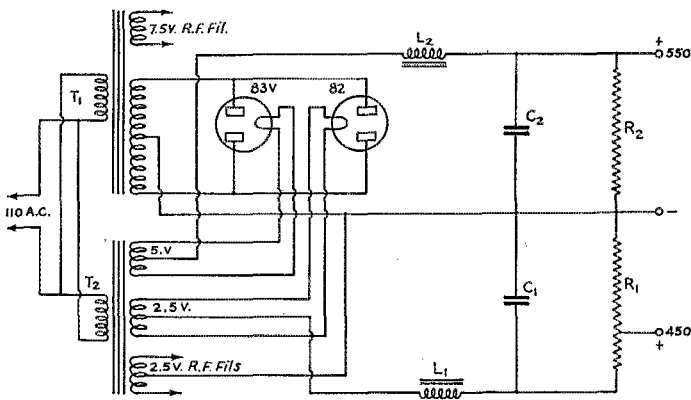 7.5V. R.F. Fil.
L2
+
550
83V
82
T1
C2
R2
110 A.C.
-
5.V
T2
2.5V.
C1
R1
450
+
2.5V. R.F. Fils
L1